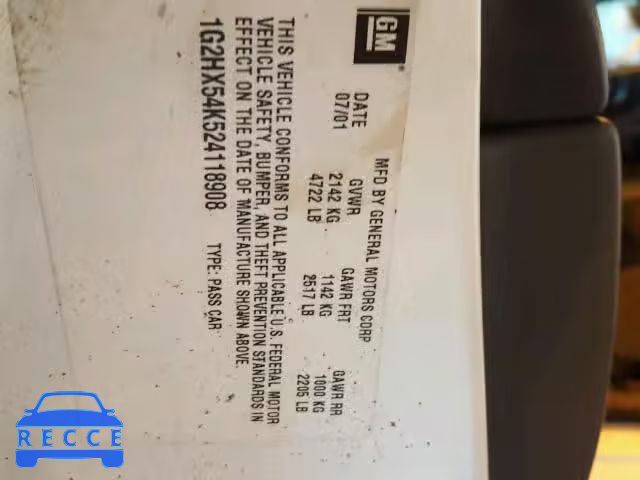 GM
MFD BY GENERAL MOTORS CORP
DATE GVWR GAWR FRT GAWR RR
07/01 2142 KG 1142 KG 1000 KG
4722 LB 2517 LB 2205 LB
THIS VEHICLE CONFORMS TO ALL APPLICABLE U.S. FEDERAL MOTOR
VEHICLE SAFETY, BUMPER, AND THEFT PREVENTION STANDARDS IN
EFFECT ON THE DATE OF MANUFACTURE SHOWN ABOVE.
1G2HX54K524118908 TYPE: PASS CAR
RECCE